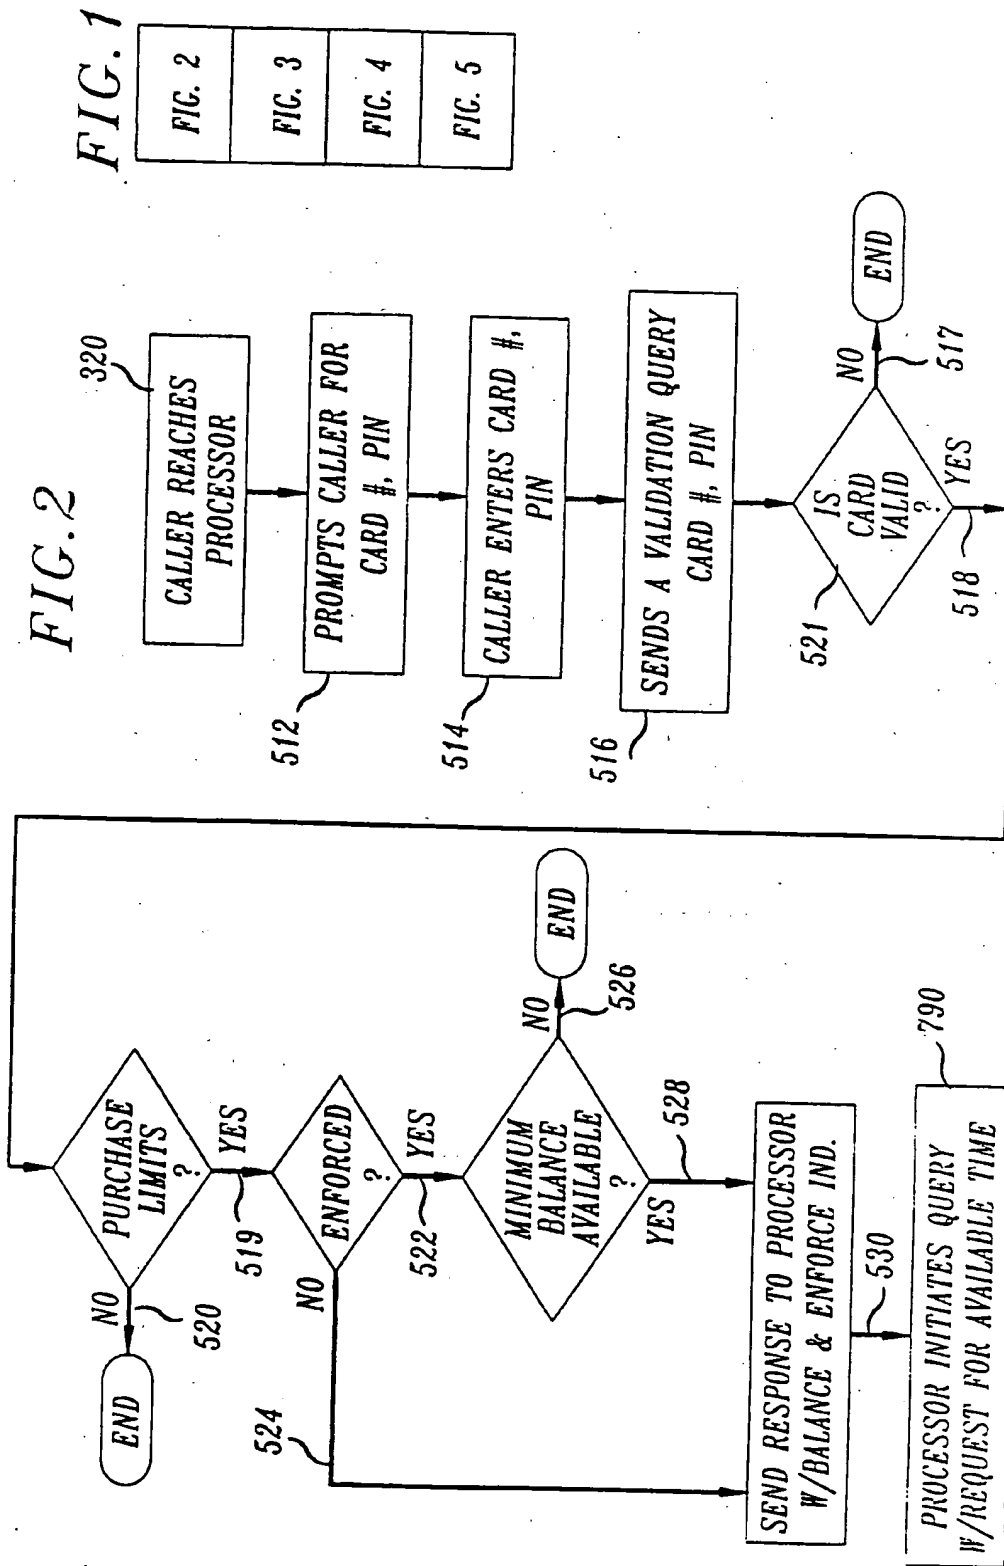 FIG. 1
FIG. 2
FIG. 3
FIG. 4
FIG. 5
FIG. 2
320
CALLER REACHES
PROCESSOR
512
PROMPTS CALLER FOR
CARD #, PIN
514
CALLER ENTERS CARD #,
PIN
516
SENDS A VALIDATION QUERY
CARD #, PIN
521
IS
CARD
VALID
?
NO
517
END
YES
518
PURCHASE
LIMITS
?
NO
520
END
YES
519
ENFORCED
?
NO
524
YES
522
MINIMUM
BALANCE
AVAILABLE
?
NO
526
END
YES
528
SEND RESPONSE TO PROCESSOR
W/BALANCE & ENFORCE IND.
530
790
PROCESSOR INITIATES QUERY
W/REQUEST FOR AVAILABLE TIME